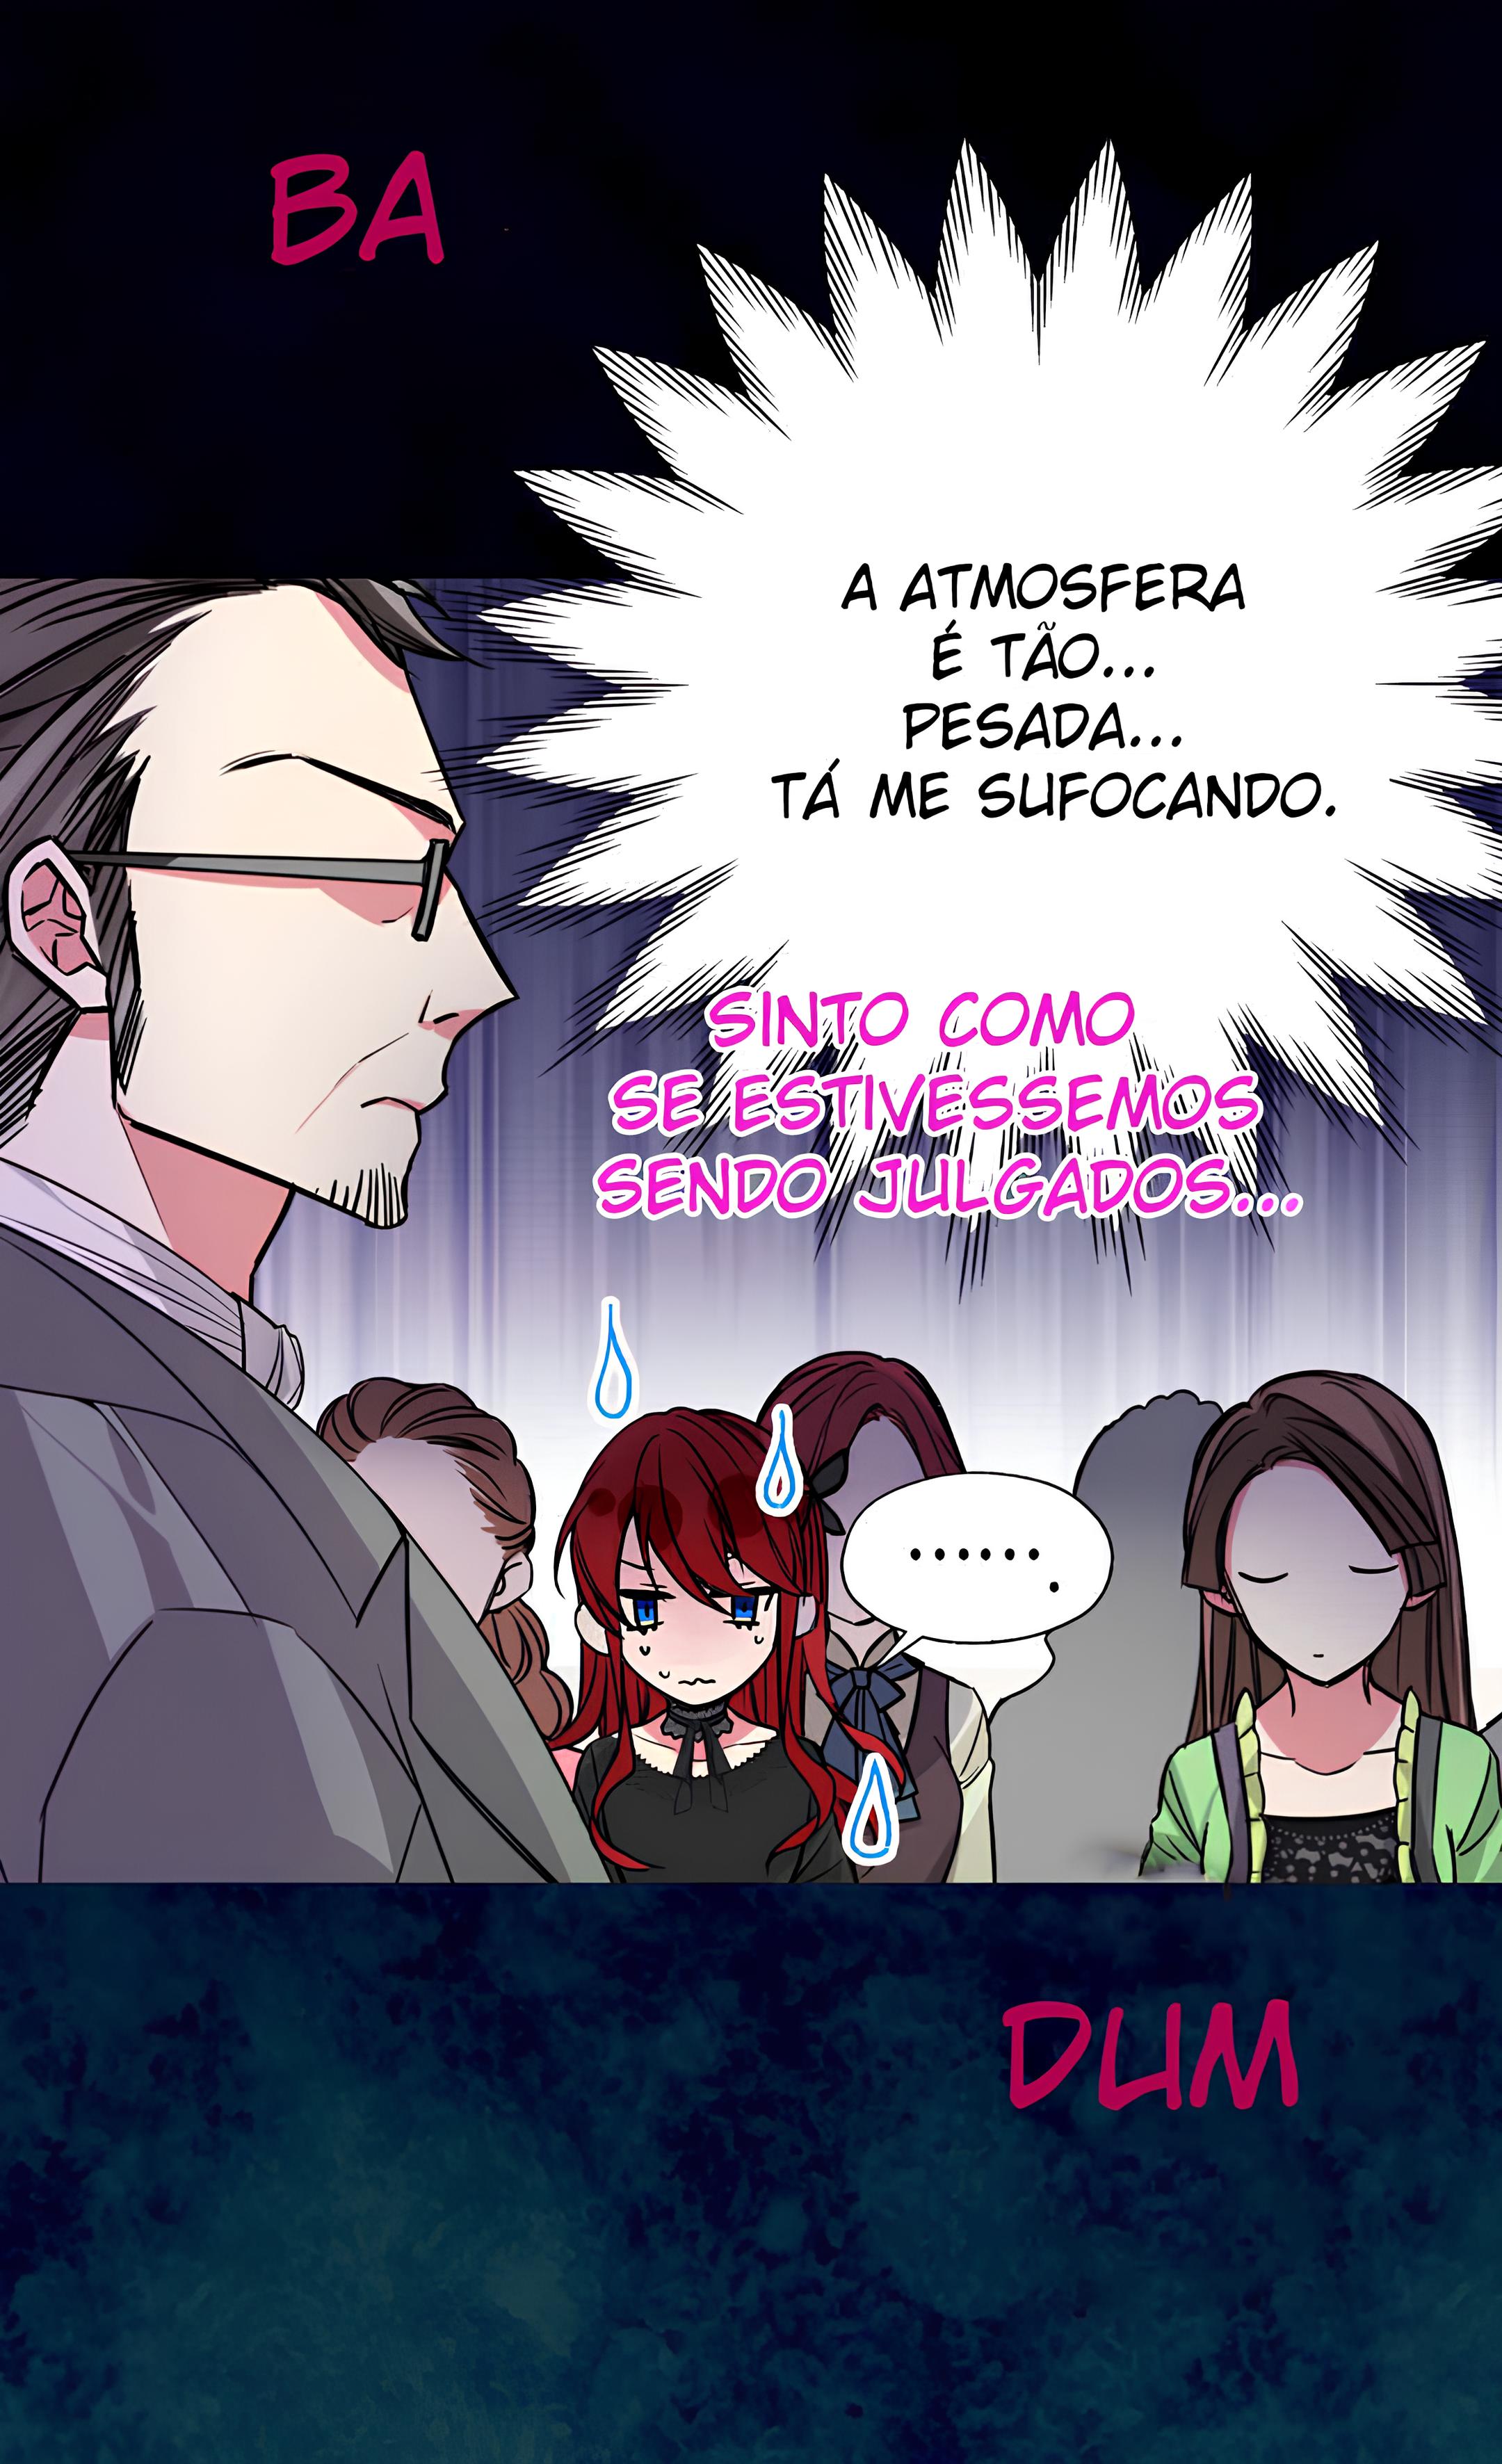 BA
A ATMOSFERA
É TÃO...
PESADA...
TÁ ME SUFOCANDO.
SINTO COMO
SE ESTIVESSEMOS
SENDO JULGADOS...
.......
DUM